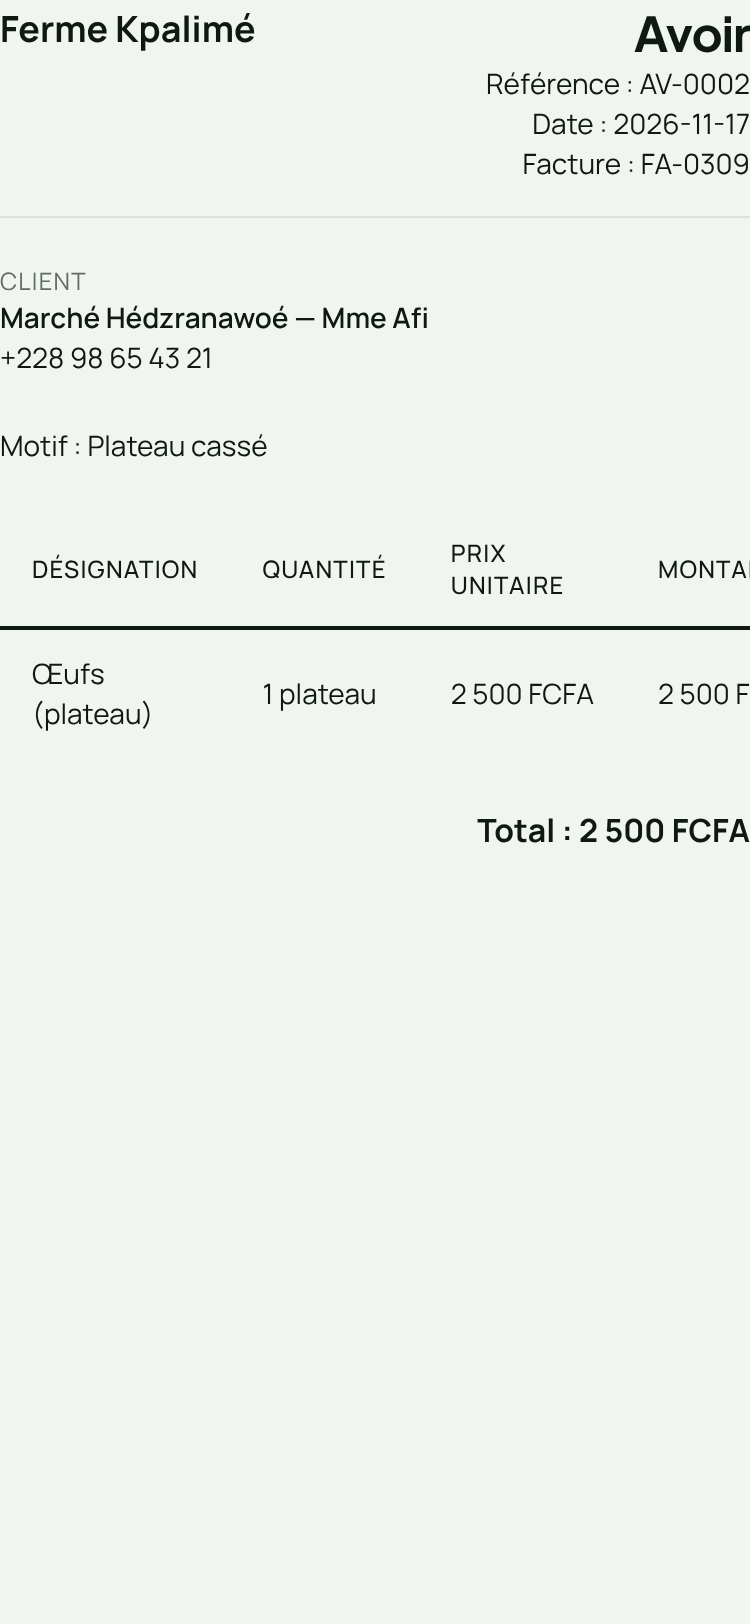 Ferme Kpalimé
Avoir
Référence : AV-0002
Date : 2026-11-17
Facture : FA-0309
CLIENT
Marché Hédzranawoé — Mme Afi
+228 98 65 43 21
Motif : Plateau cassé
DÉSIGNATION QUANTITÉ PRIX UNITAIRE
Œufs (plateau) 1 plateau 2 500 FCFA 2 500 F
Total : 2 500 FCFA